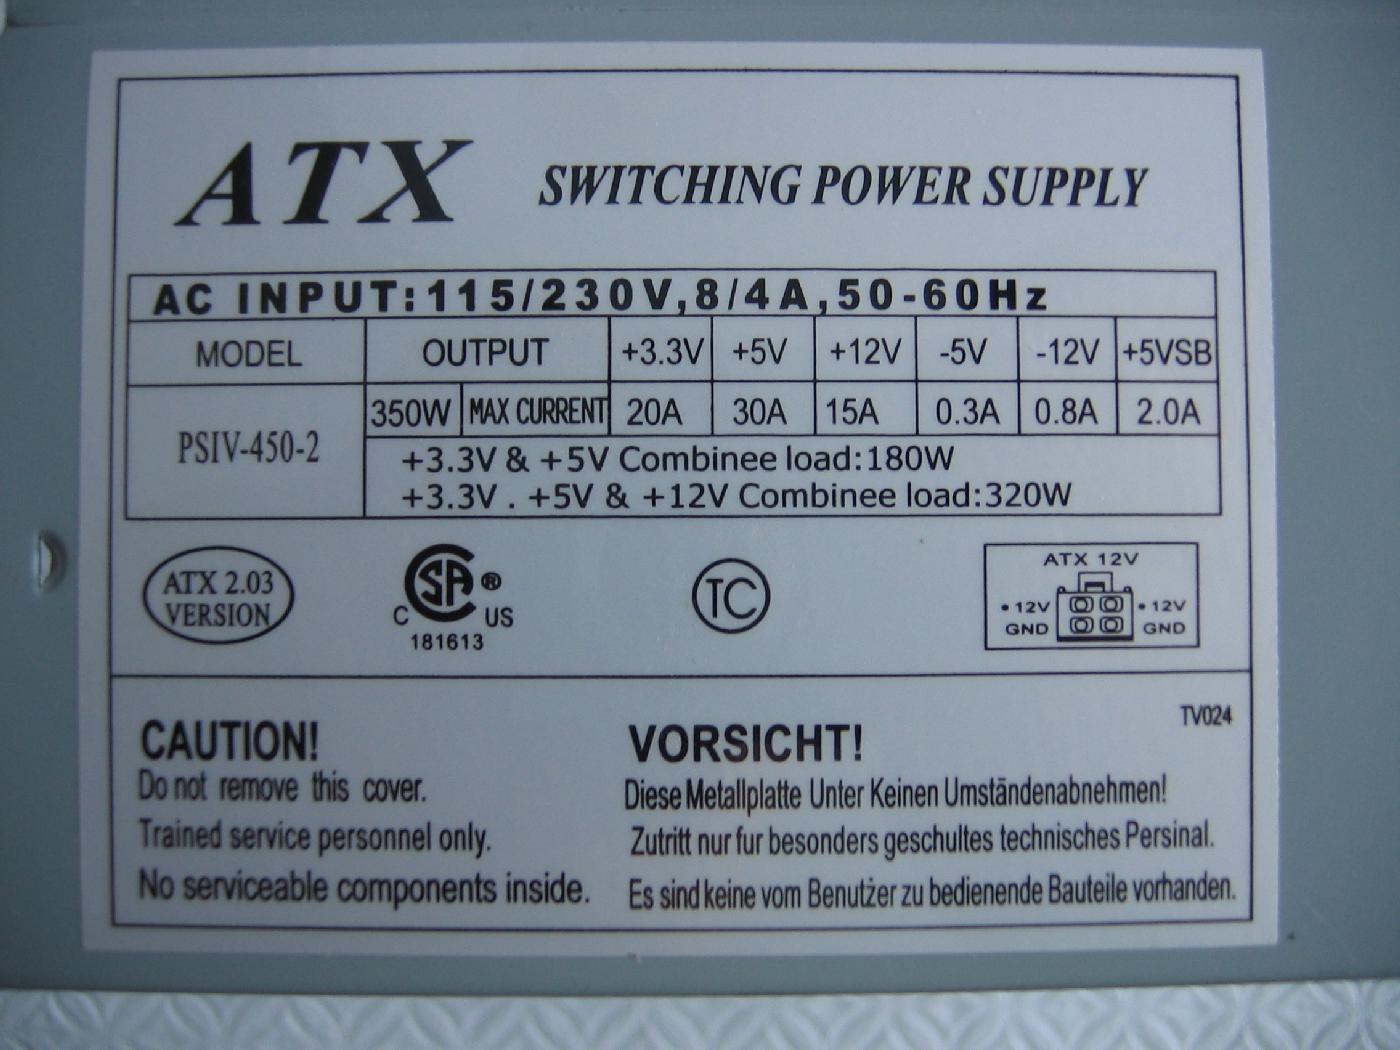 ATX SWITCHING POWER SUPPLY
AC INPUT:115/230V,8/4A,50-60Hz
MODEL OUTPUT +3.3V +5V +12V -5V -12V +5VSB
PSIV-450-2 350W MAX CURRENT 20A 30A 15A 0.3A 0.8A 2.0A
+3.3V & +5V Combinee load:180W
+3.3V . +5V & +12V Combinee load:320W
ATX 2.03
VERSION
C SA ® US
181613
TC
ATX 12V
• 12V • 12V
GND GND
TV024
CAUTION!
Do not remove this cover.
Trained service personnel only.
No serviceable components inside.
VORSICHT!
Diese Metallplatte Unter Keinen Umständenabnehmen!
Zutritt nur fur besonders geschultes technisches Persinal.
Es sind keine vom Benutżer zu bedienende Bauteile vorhanden.